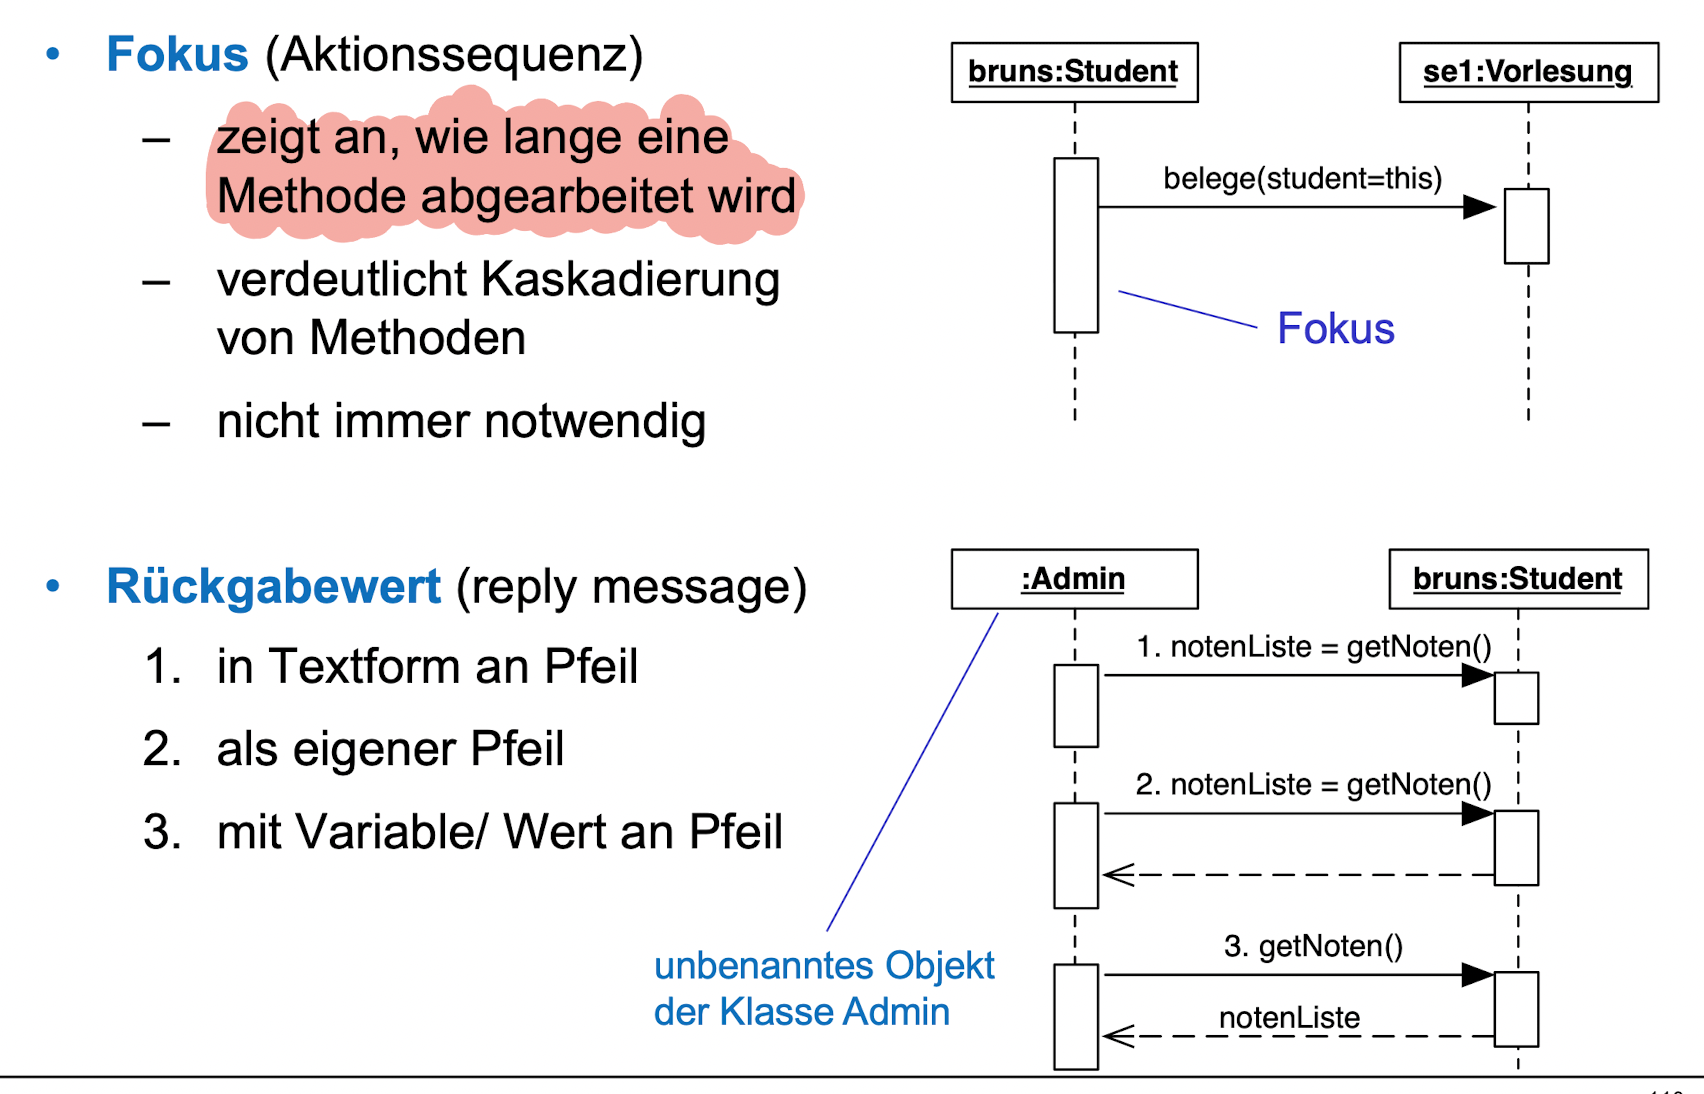 • Fokus (Aktionssequenz)
– zeigt an, wie lange eine
Methode abgearbeitet wird
– verdeutlicht Kaskadierung
von Methoden
– nicht immer notwendig
bruns:Student
se1:Vorlesung
belege(student=this)
Fokus
• Rückgabewert (reply message)
1. in Textform an Pfeil
2. als eigener Pfeil
3. mit Variable/ Wert an Pfeil
:Admin
bruns:Student
1. notenListe = getNoten()
2. notenListe = getNoten()
3. getNoten()
notenListe
unbenanntes Objekt
der Klasse Admin